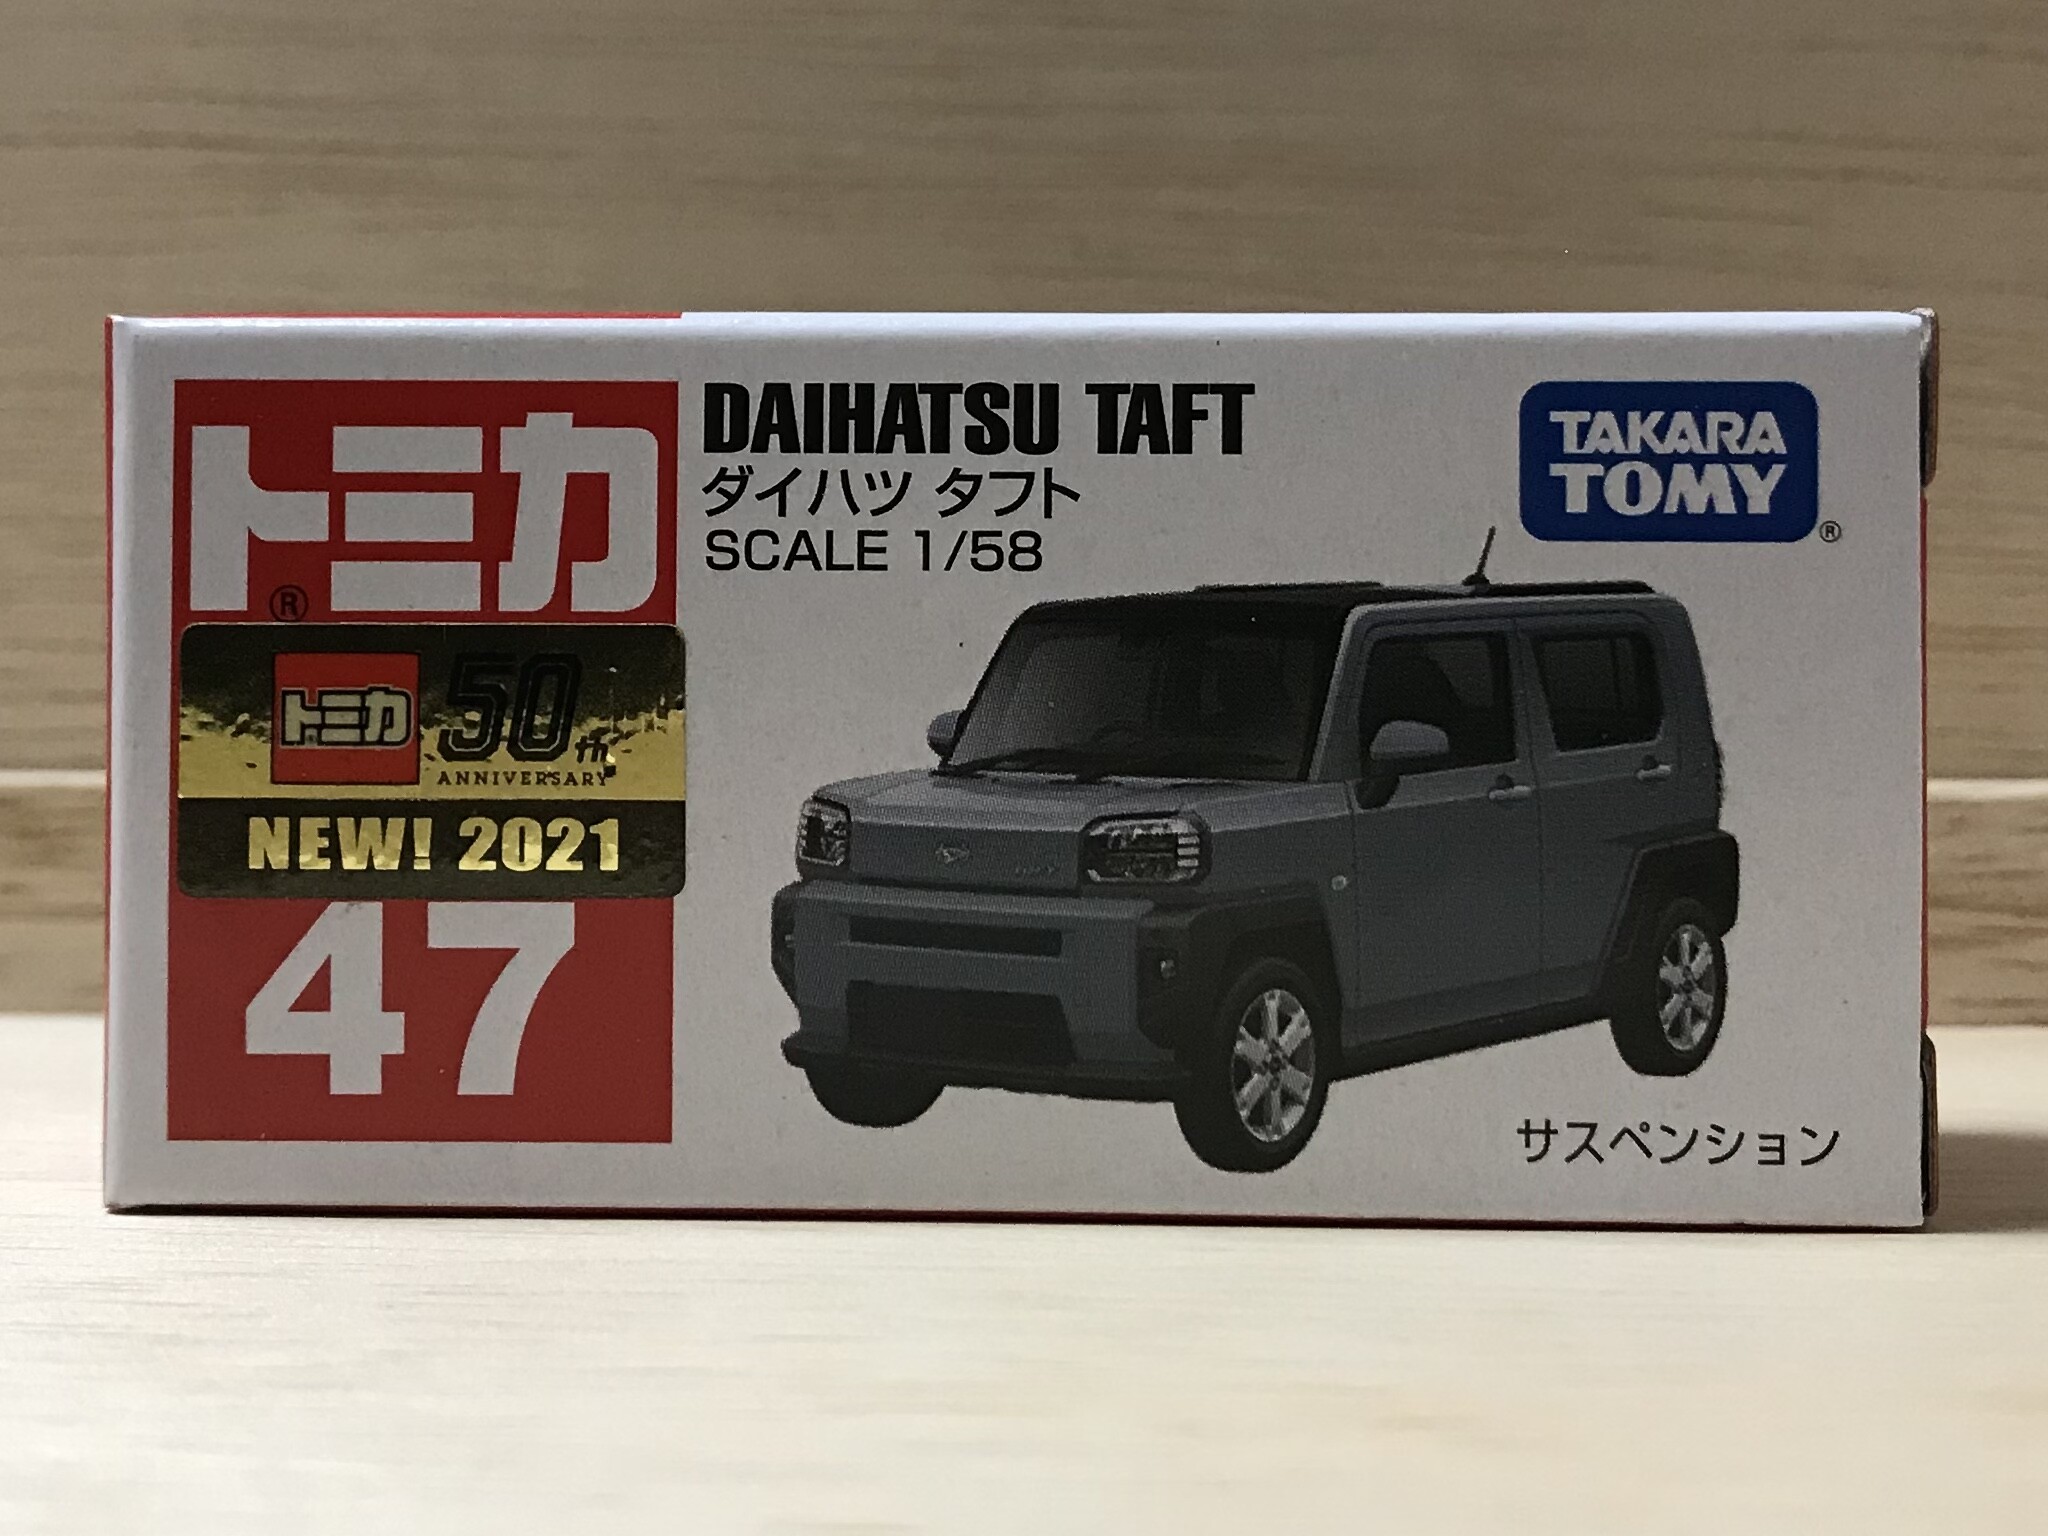 トミカ
®
トミカ
50th
ANNIVERSARY
NEW! 2021
47
DAIHATSU TAFT
ダイハツ タフト
SCALE 1/58
TAKARA
TOMY
®
サスペンション